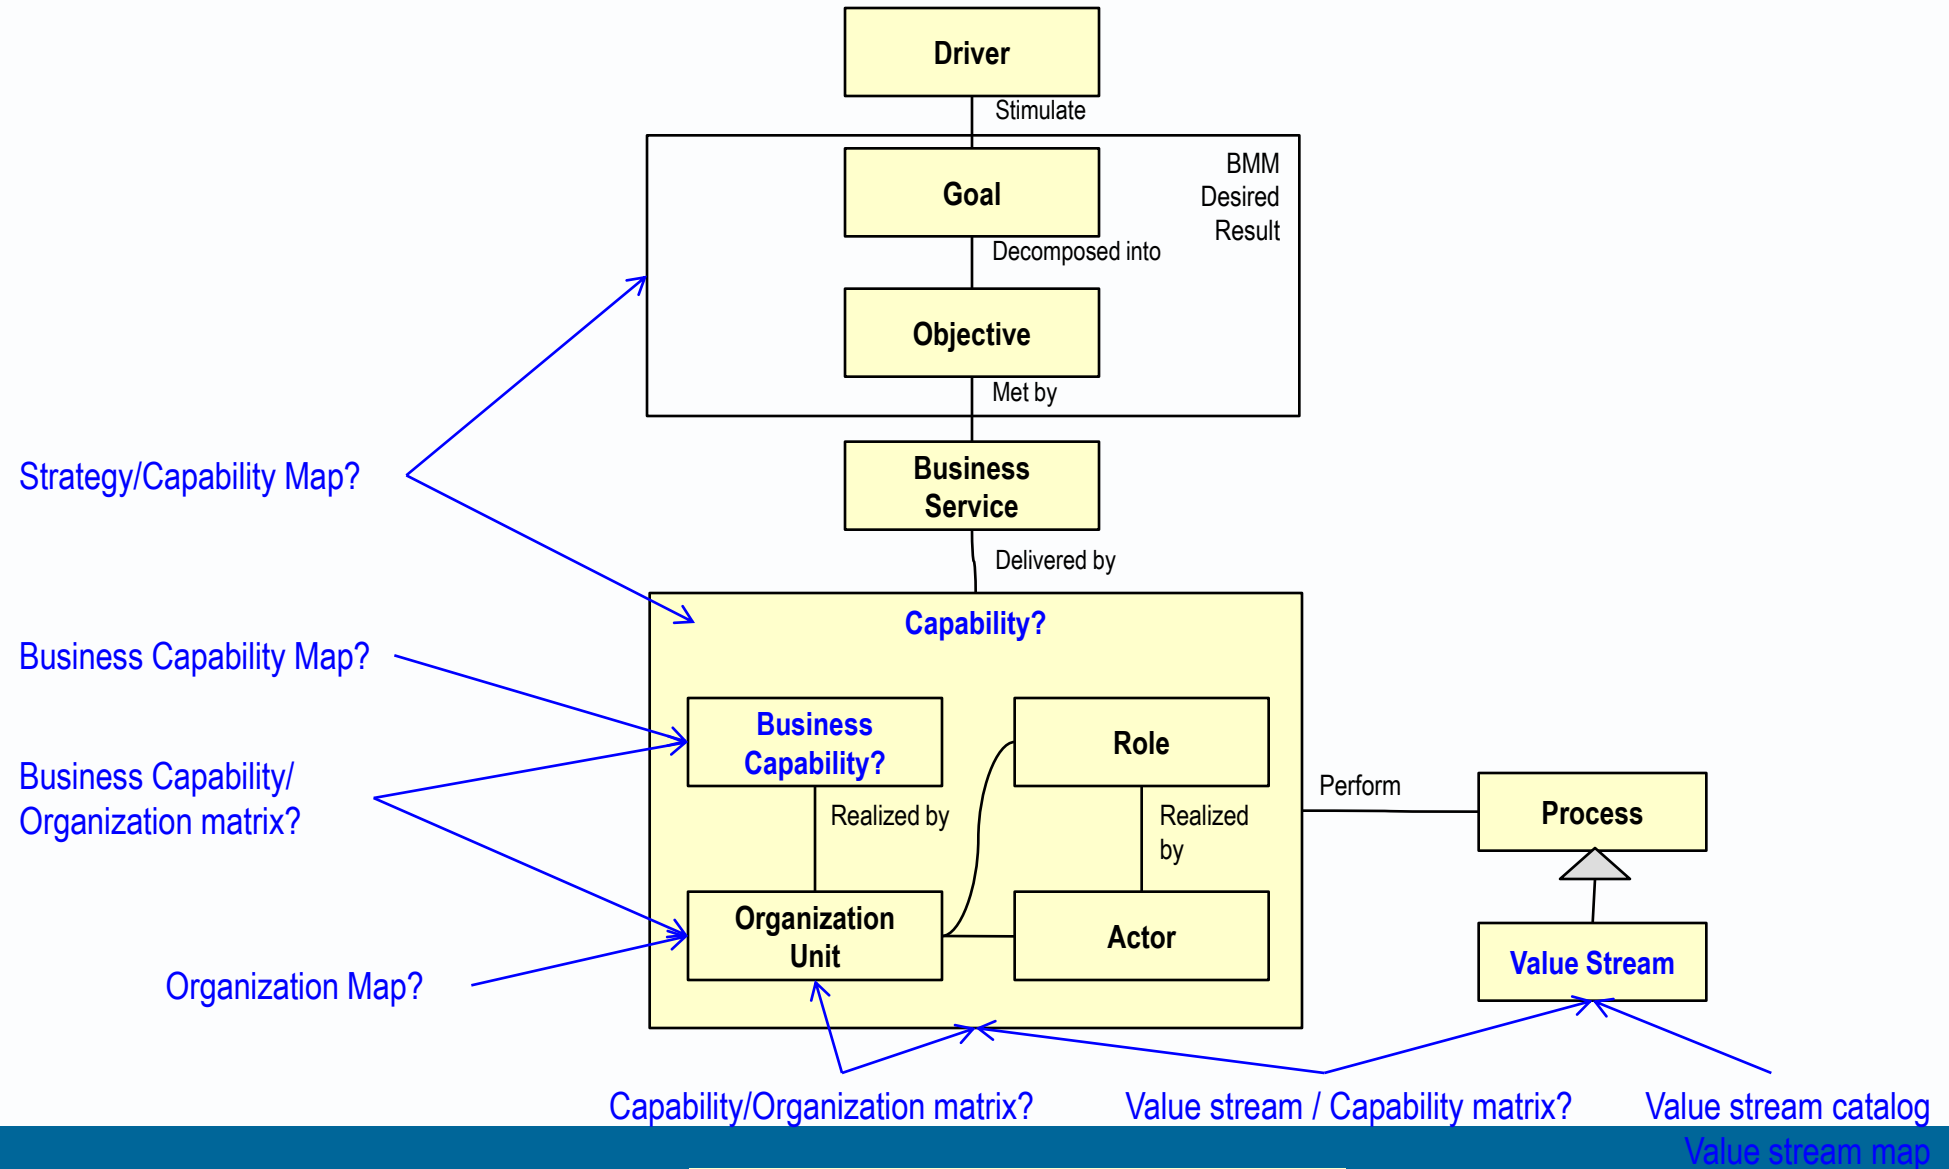 Driver
Stimulate
Goal
BMM
Desired
Result
Decomposed into
Objective
Met by
Strategy/Capability Map?
Business
Service
Delivered by
Capability?
Business Capability Map?
Business
Capability?
Role
Business Capability/
Organization matrix?
Realized by
Realized
by
Perform
Process
Organization
Unit
Actor
Value Stream
Organization Map?
Capability/Organization matrix?
Value stream / Capability matrix?
Value stream catalog
Value stream map